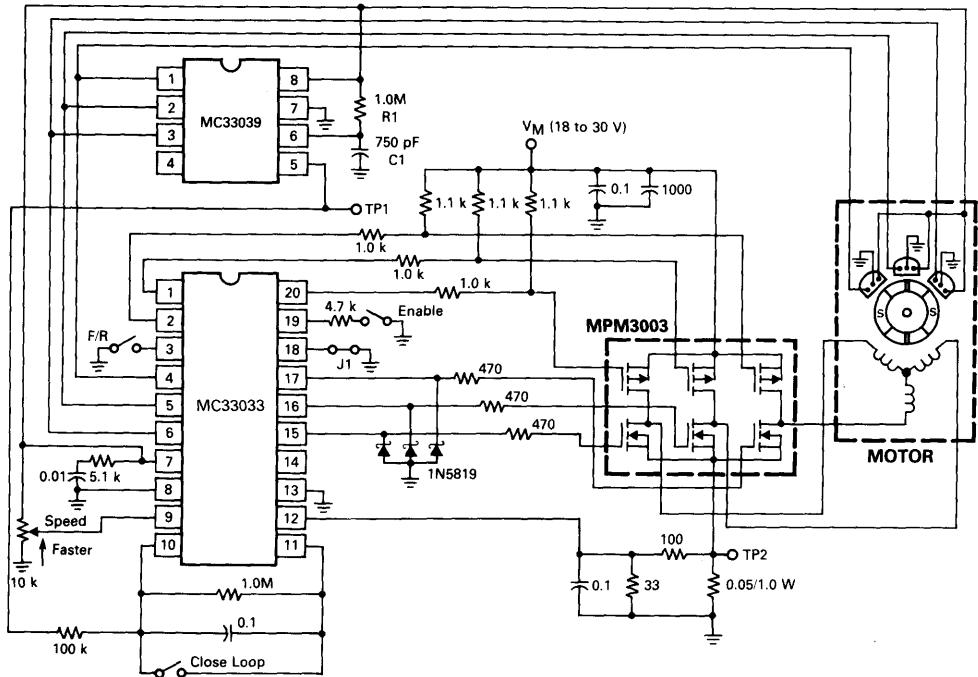 1
2
3
4
MC33039
8
7
6
5
1.0M
R1
750 pF
C1
TP1
VM (18 to 30 V)
1.1 k
1.1 k
1.1 k
0.1
1000
1.0 k
1.0 k
1.0 k
1
2
3
4
5
6
7
8
9
10
MC33033
20
19
18
17
16
15
14
13
12
11
4.7 k
Enable
F/R
J1
470
470
470
1N5819
MPM3003
S
S
MOTOR
0.01
5.1 k
Speed
Faster
10 k
100
TP2
0.1
33
0.05/1.0 W
1.0M
0.1
100 k
Close Loop